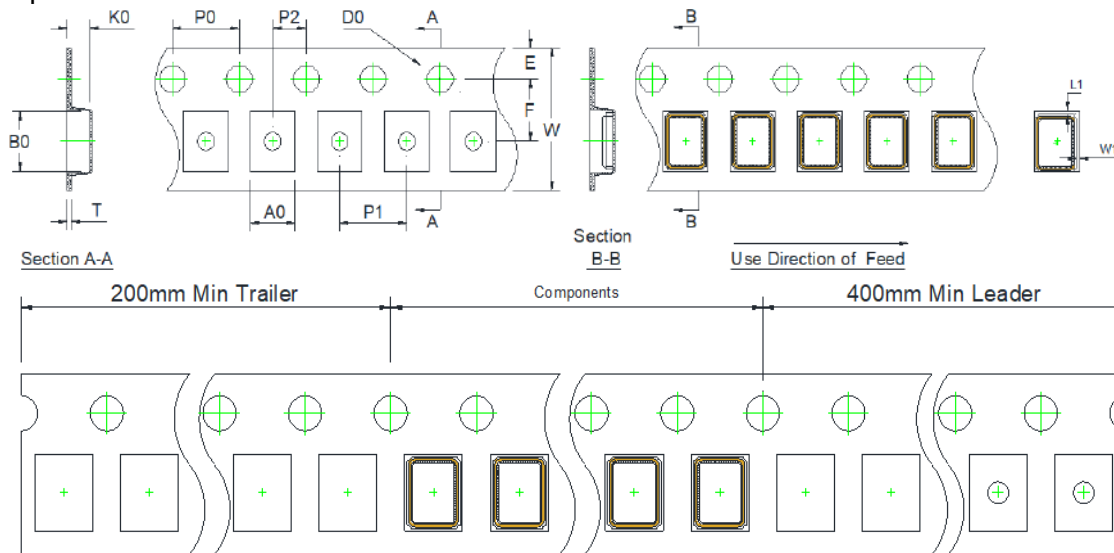 K0 P0 P2 D0 A B
E
L1
F
B0 W
W1
T A0 P1 A B
Section A-A
Section
B-B
Use Direction of Feed
200mm Min Trailer Components 400mm Min Leader